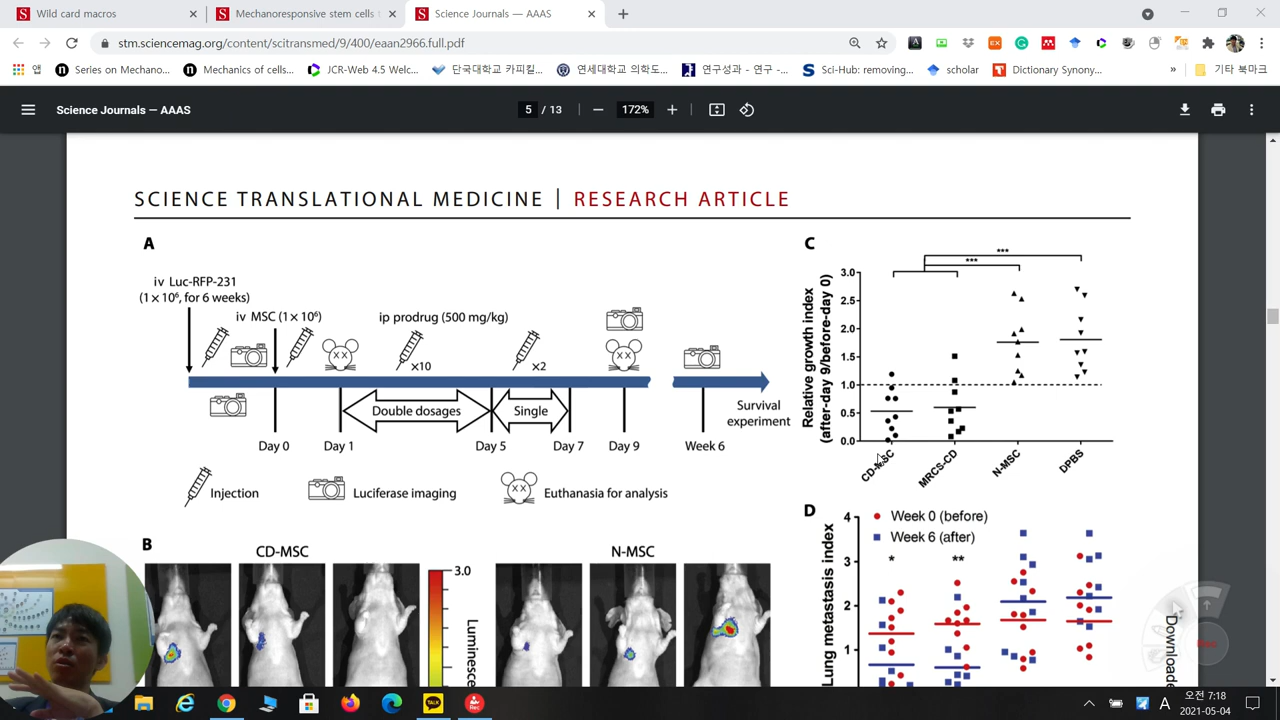 Wild card macros
Mechanoresponsive stem cells t
Science Journals — AAAS
stm.sciencemag.org/content/scitransmed/9/400/eaan2966.full.pdf
앱
Series on Mechano...
Mechanics of cells...
JCR-Web 4.5 Welc...
단국대학교 카피킬...
연세대학교 의학도...
연구성과 - 연구 -...
Sci-Hub: removing...
scholar
Dictionary Synony...
»
기타 북마크
Science Journals — AAAS
5 / 13
172%
SCIENCE TRANSLATIONAL MEDICINE | RESEARCH ARTICLE
A
iv Luc-RFP-231
(1 × 10⁶, for 6 weeks)
iv MSC (1 × 10⁶)
ip prodrug (500 mg/kg)
×10
×2
Double dosages
Single
Survival
experiment
Day 0
Day 1
Day 5
Day 7
Day 9
Week 6
Injection
Luciferase imaging
Euthanasia for analysis
B
CD-MSC
N-MSC
3.0
Luminescen
C
***
***
Relative growth index
(after-day 9/before-day 0)
3.0
2.5
2.0
1.5
1.0
0.5
0.0
CD-MSC
MRCS-CD
N-MSC
DPBS
D
Week 0 (before)
Week 6 (after)
Lung metastasis index
4
3
2
1
*
**
Downloade
Rec
TALK
Rec
A
오전 7:18
2021-05-04